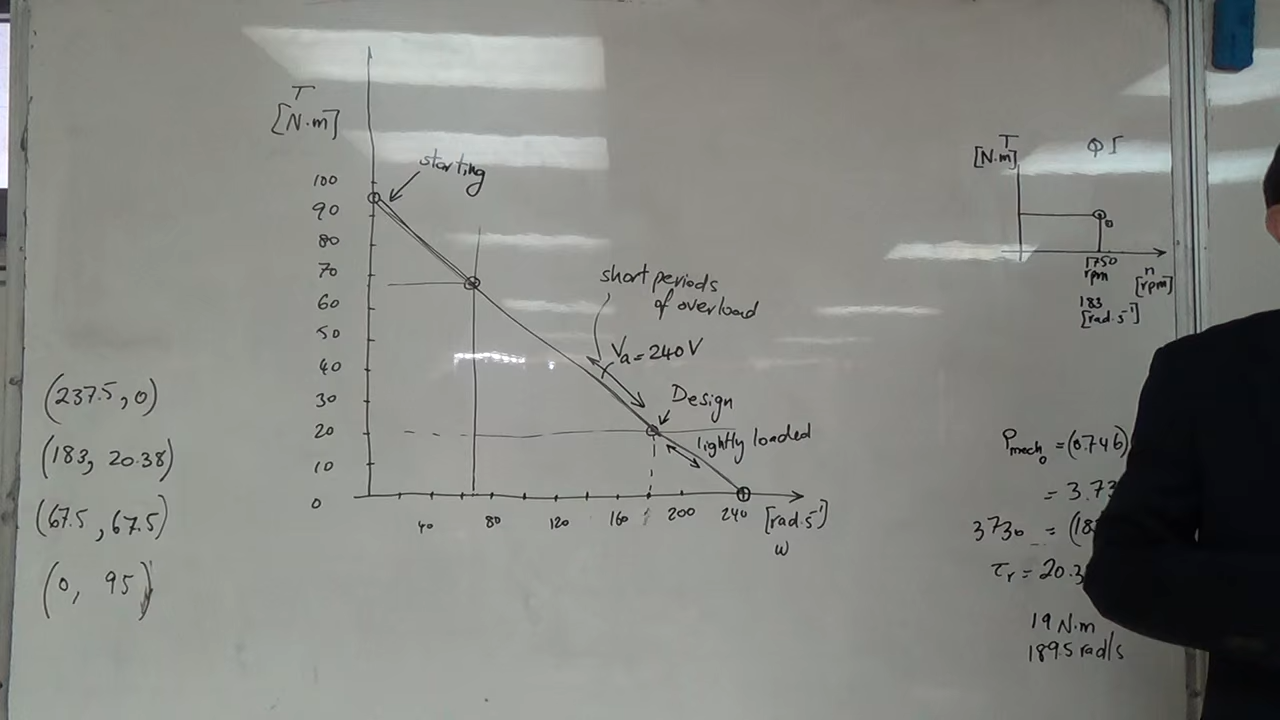 T
[N·m]
100
90
80
70
60
50
40
30
20
10
0
40
80
120
160
200
240
[rad·s⁻¹]
ω
starting
short periods
of overload
Va = 240 V
Design
lightly loaded
(237.5, 0)
(183, 20.38)
(67.5, 67.5)
(0, 95)
T
[N·m]
ΦI
0
1750
rpm
n
[rpm]
183
[rad·s⁻¹]
Pmech₀ = (0.746)
= 3.73
3730 = (18
τr = 20.3
19 N·m
189.5 rad/s